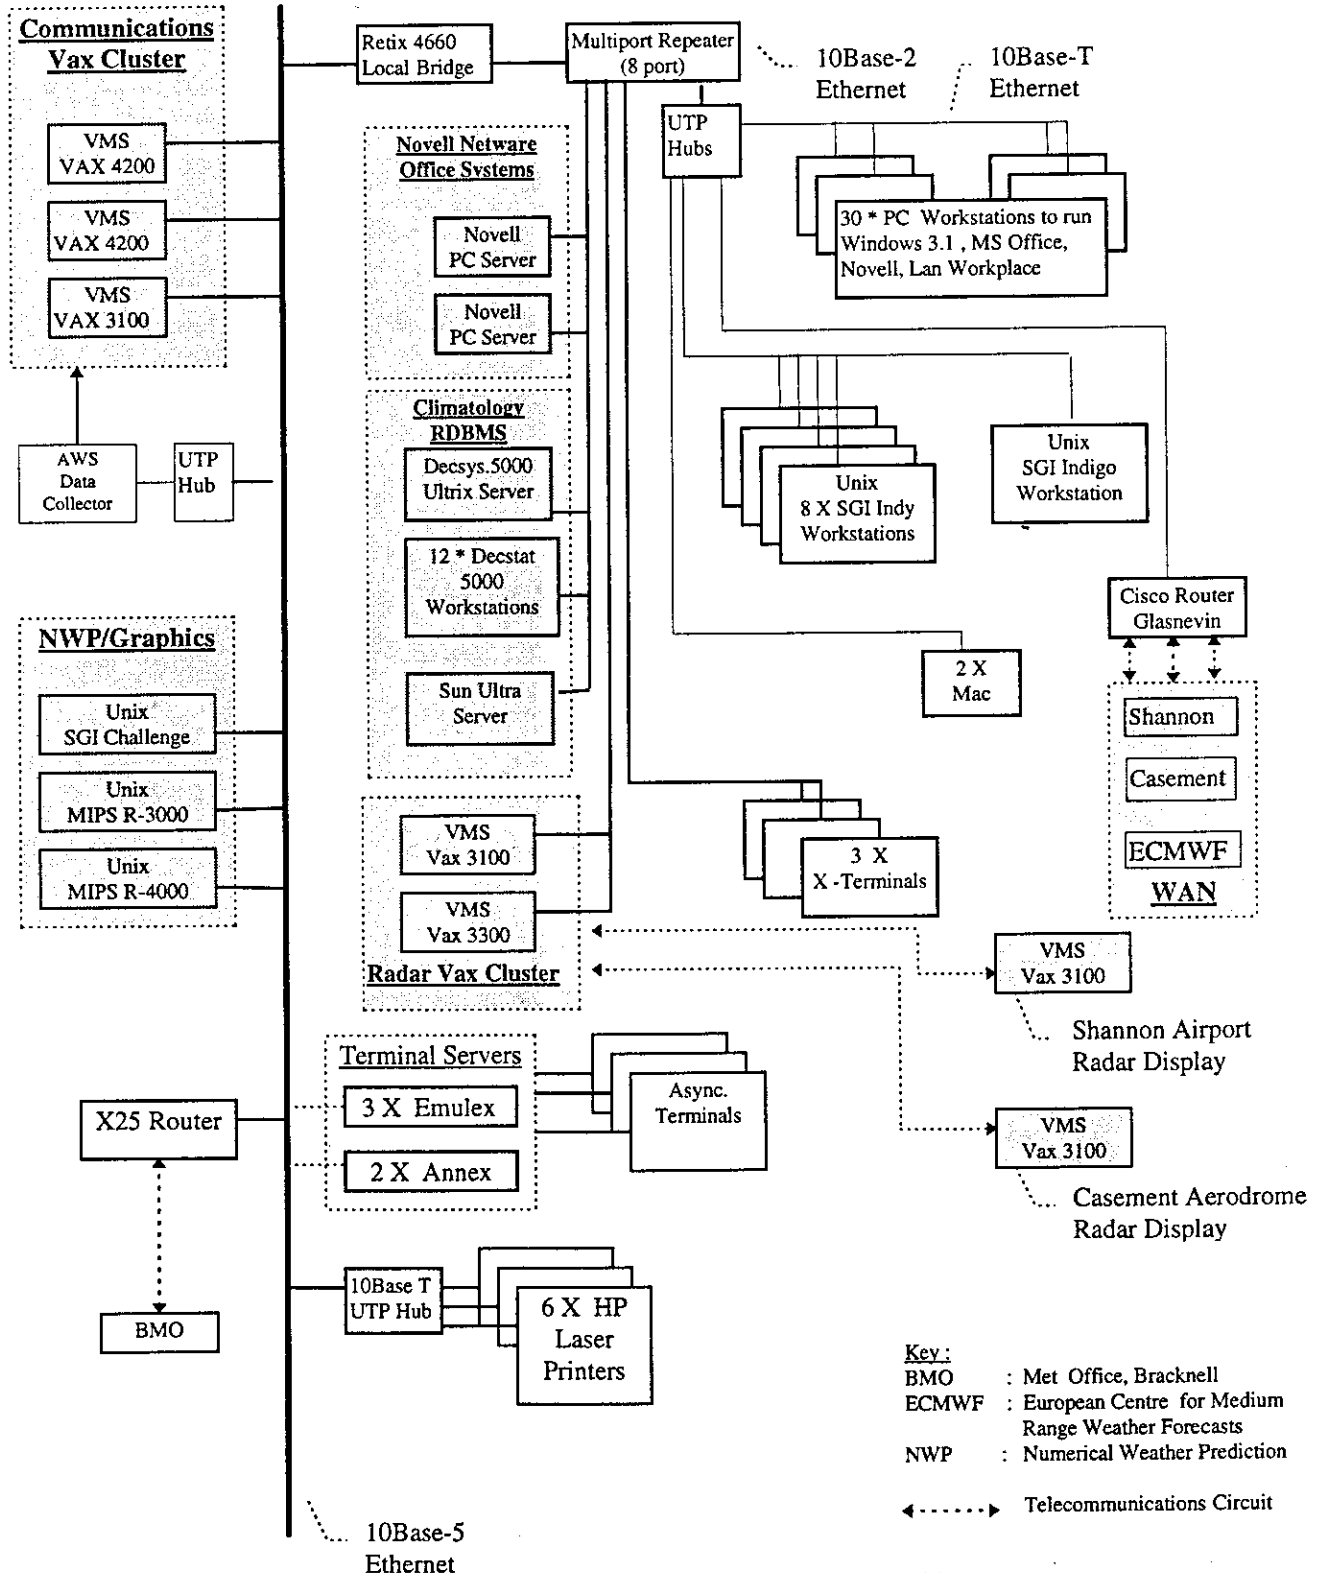 Communications
Vax Cluster
VMS
VAX 4200
VMS
VAX 4200
VMS
VAX 3100
AWS
Data
Collector
UTP
Hub
NWP/Graphics
Unix
SGI Challenge
Unix
MIPS R-3000
Unix
MIPS R-4000
X25 Router
BMO
Retix 4660
Local Bridge
Multiport Repeater
(8 port)
10Base-2
Ethernet
10Base-T
Ethernet
UTP
Hubs
Novell Netware
Office Systems
Novell
PC Server
Novell
PC Server
30 * PC Workstations to run
Windows 3.1 , MS Office,
Novell, Lan Workplace
Climatology
RDBMS
Decsys.5000
Ultrix Server
12 * Decstat
5000
Workstations
Sun Ultra
Server
Unix
8 X SGI Indy
Workstations
Unix
SGI Indigo
Workstation
Cisco Router
Glasnevin
2 X
Mac
Shannon
Casement
ECMWF
WAN
VMS
Vax 3100
VMS
Vax 3300
Radar Vax Cluster
3 X
X -Terminals
VMS
Vax 3100
Shannon Airport
Radar Display
Terminal Servers
3 X Emulex
2 X Annex
Async.
Terminals
VMS
Vax 3100
Casement Aerodrome
Radar Display
10Base T
UTP Hub
6 X HP
Laser
Printers
Key :
BMO : Met Office, Bracknell
ECMWF : European Centre for Medium
Range Weather Forecasts
NWP : Numerical Weather Prediction
Telecommunications Circuit
10Base-5
Ethernet